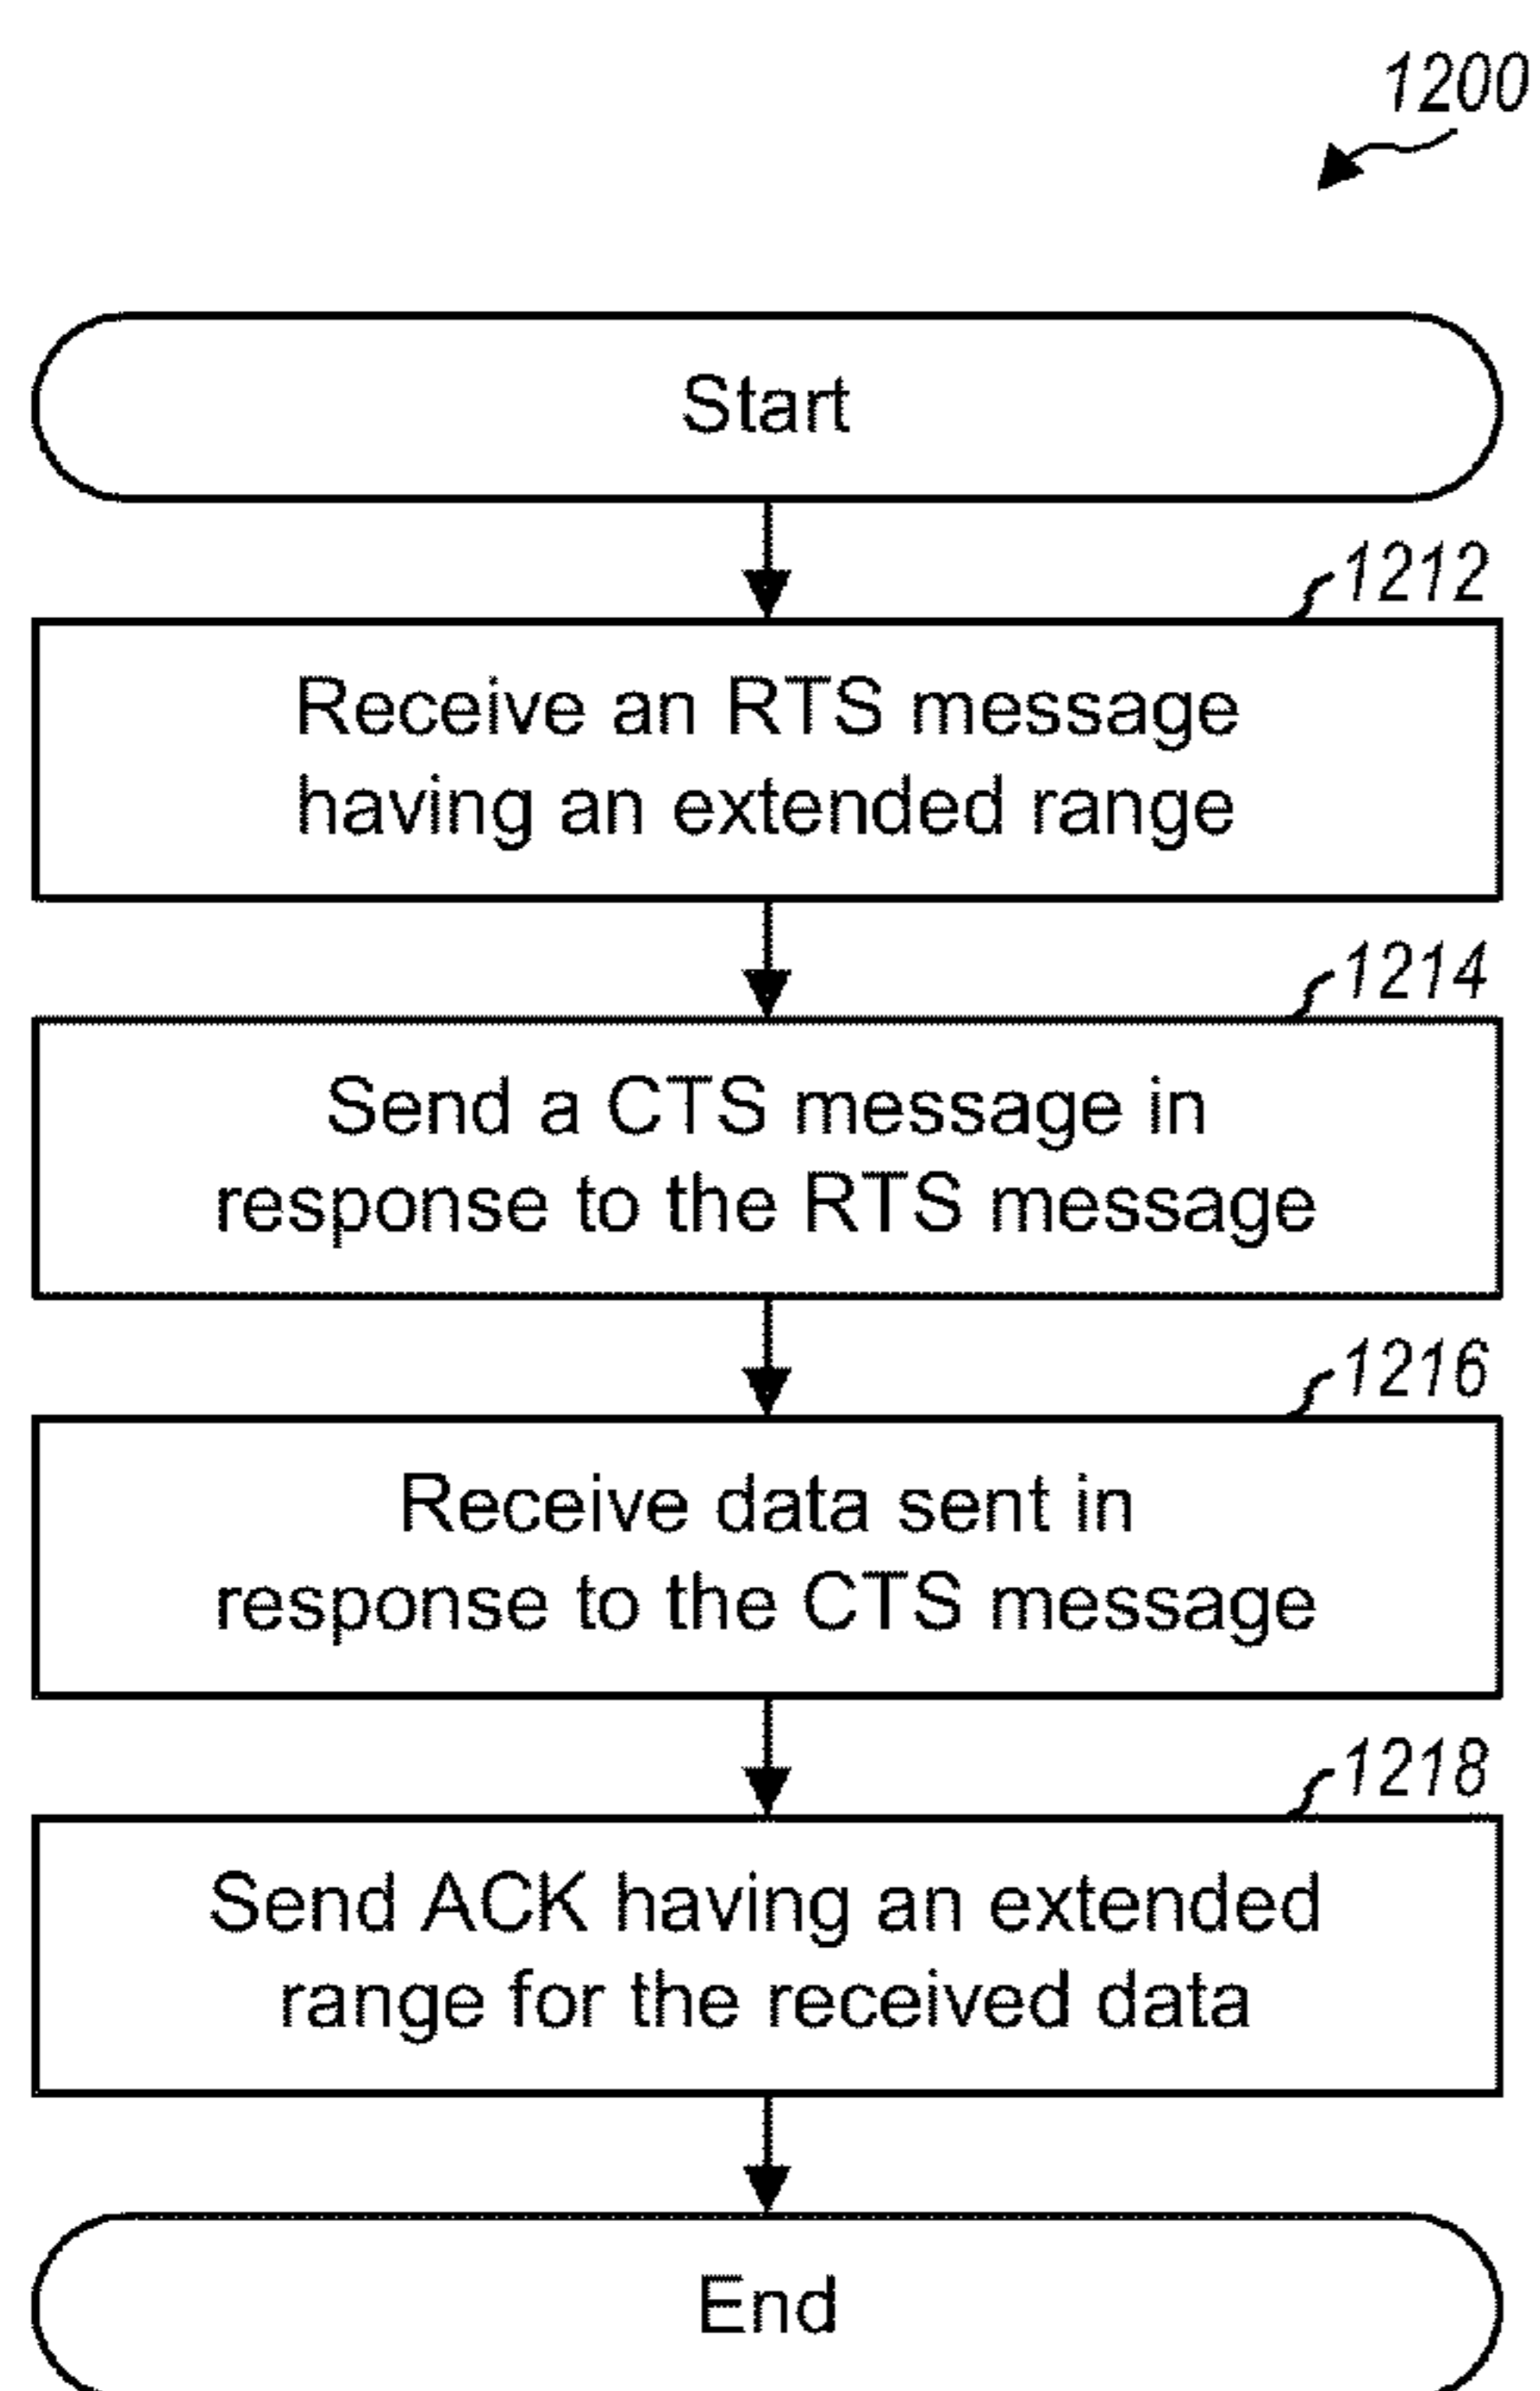 1200
Start
1212
Receive an RTS message
having an extended range
1214
Send a CTS message in
response to the RTS message
1216
Receive data sent in
response to the CTS message
1218
Send ACK having an extended
range for the received data
End